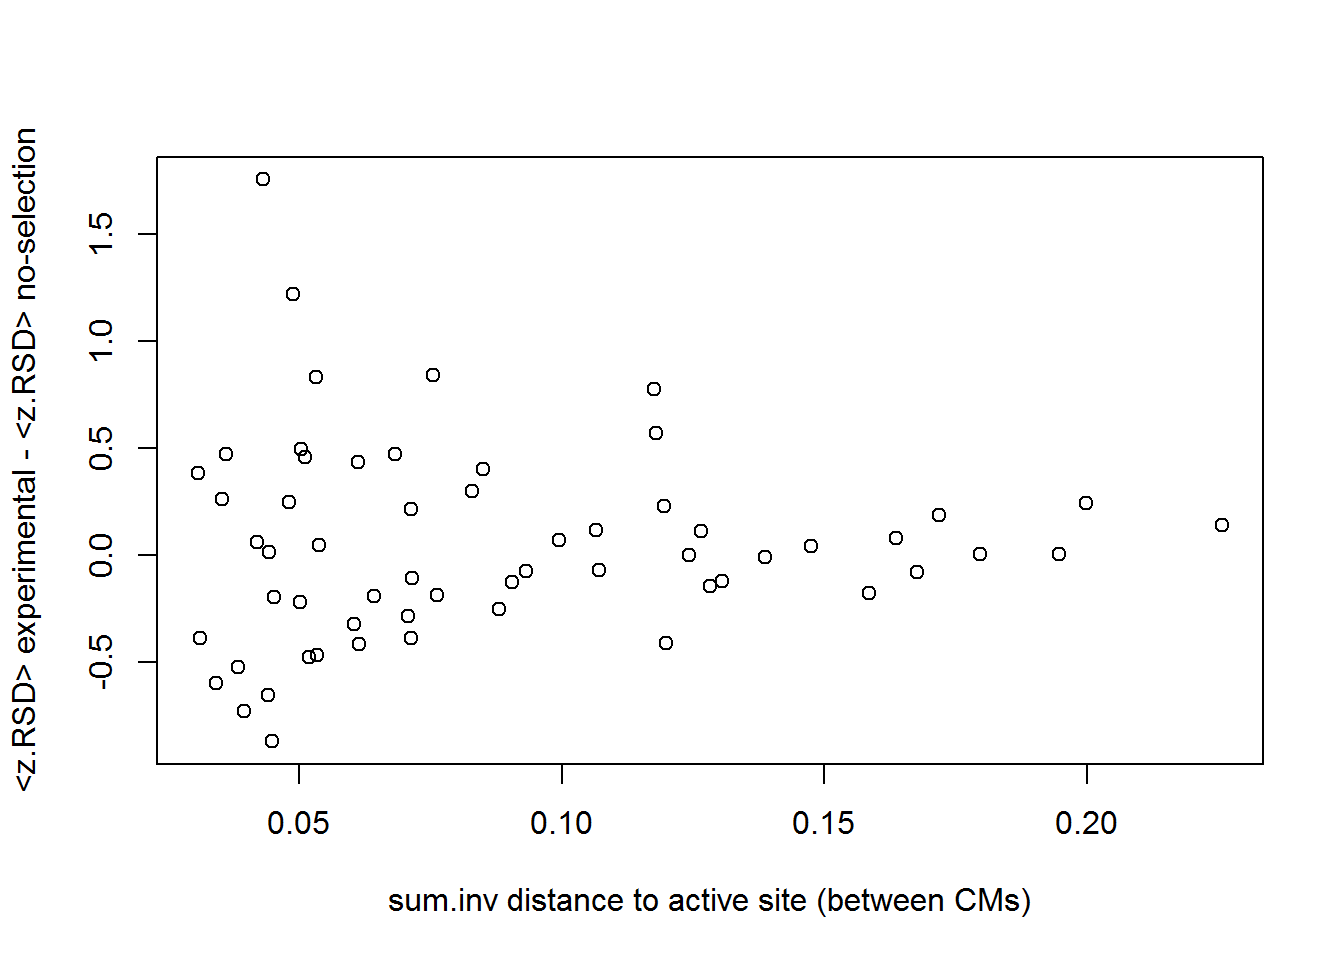 <z.RSD> experimental - <z.RSD> no-selection
1.5
1.0
0.5
0.0
-0.5
0.05 0.10 0.15 0.20
sum.inv distance to active site (between CMs)